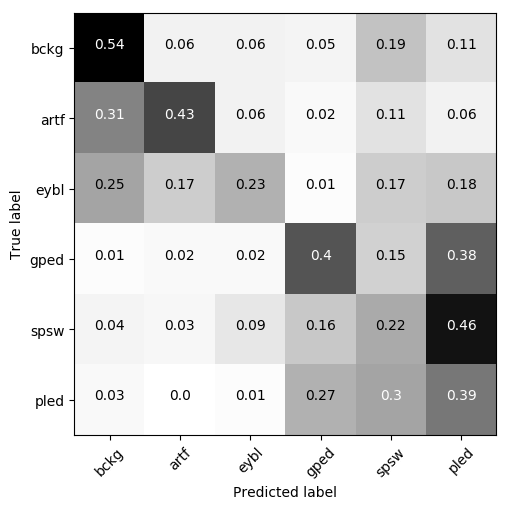 bckg 0.54 0.06 0.06 0.05 0.19 0.11
artf 0.31 0.43 0.06 0.02 0.11 0.06
eybl 0.25 0.17 0.23 0.01 0.17 0.18
gped 0.01 0.02 0.02 0.4 0.15 0.38
spsw 0.04 0.03 0.09 0.16 0.22 0.46
pled 0.03 0.0 0.01 0.27 0.3 0.39
bckg artf eybl gped spsw pled
True label
Predicted label